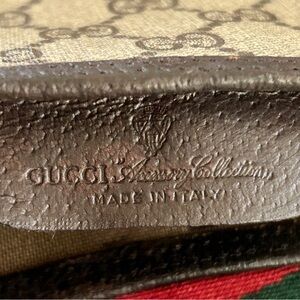 GUCCI Accessory Collection
MADE IN ITALY